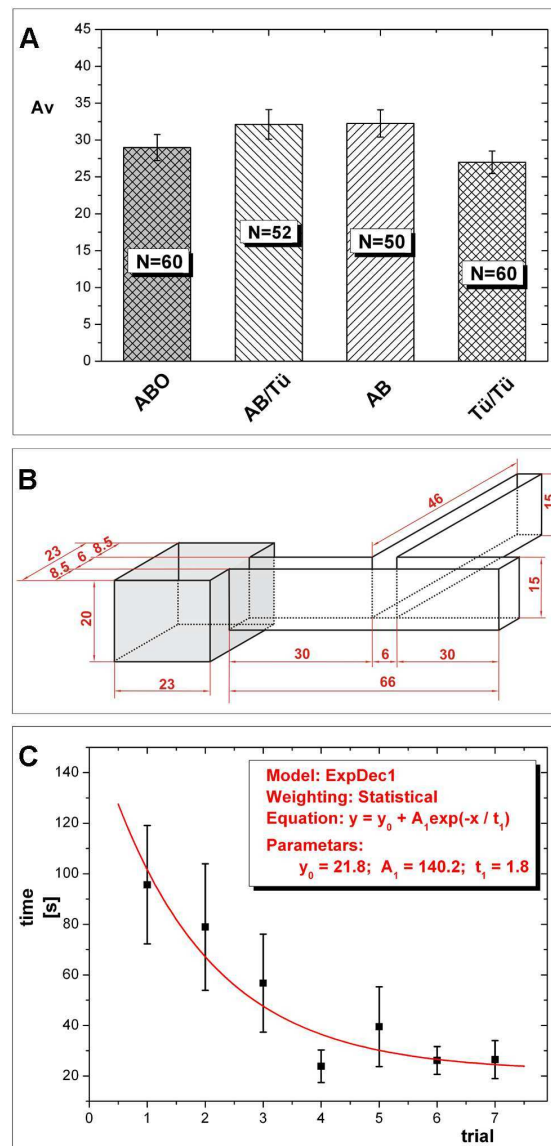 A
Av
45
40
35
30
25
20
15
10
5
0
N=60
N=52
N=50
N=60
ABO
AB/Tü
AB
Tü/Tü
B
23
8.5
6
8.5
20
23
46
15
15
30
6
30
66
C
Model: ExpDec1
Weighting: Statistical
Equation: y = y₀ + A₁exp(-x / t₁)
Parametars:
y₀ = 21.8; A₁ = 140.2; t₁ = 1.8
time
[s]
140
120
100
80
60
40
20
0
1
2
3
4
5
6
7
trial